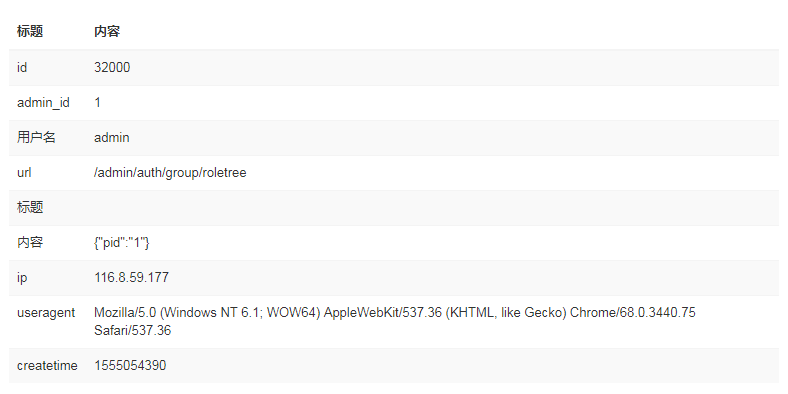 标题 内容
id 32000
admin_id 1
用户名 admin
url /admin/auth/group/roletree
标题
内容 {"pid":"1"}
ip 116.8.59.177
useragent Mozilla/5.0 (Windows NT 6.1; WOW64) AppleWebKit/537.36 (KHTML, like Gecko) Chrome/68.0.3440.75
Safari/537.36
createtime 1555054390